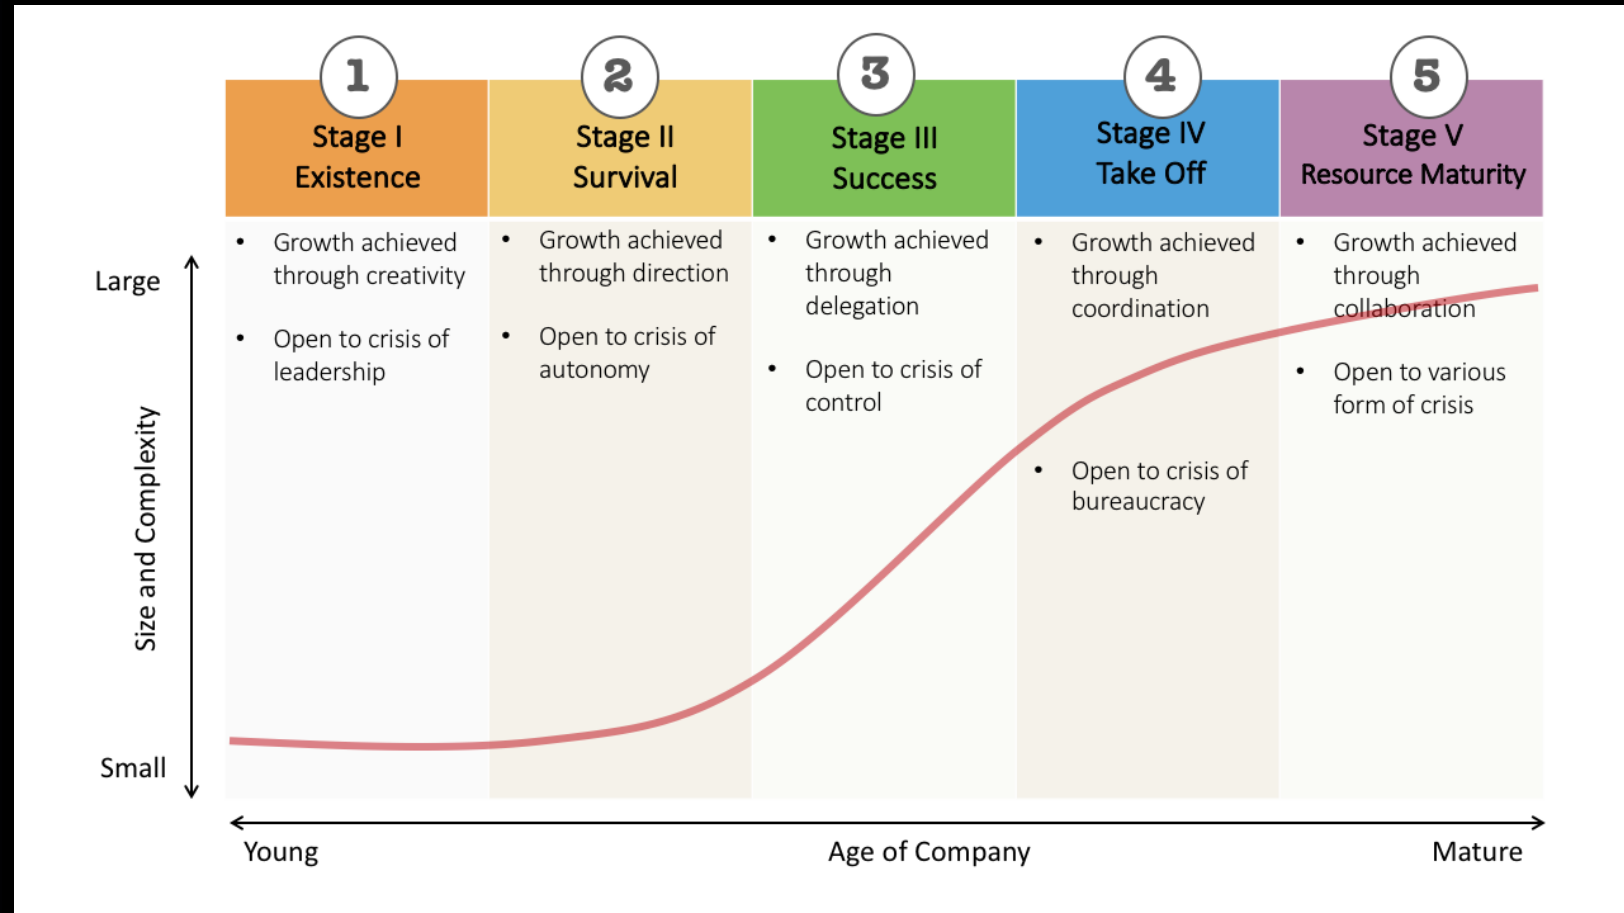 1
Stage I
Existence
2
Stage II
Survival
3
Stage III
Success
4
Stage IV
Take Off
5
Stage V
Resource Maturity
• Growth achieved
through creativity
• Open to crisis of
leadership
• Growth achieved
through direction
• Open to crisis of
autonomy
• Growth achieved
through
delegation
• Open to crisis of
control
• Growth achieved
through
coordination
• Open to crisis of
bureaucracy
• Growth achieved
through
collaboration
• Open to various
form of crisis
Large
Size and Complexity
Small
Young
Age of Company
Mature